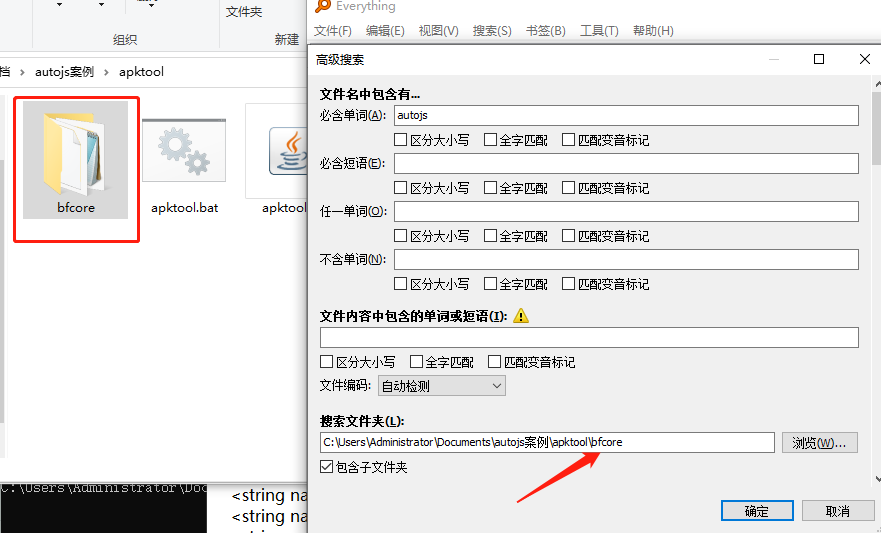 文件夹
组织
新建
档 › autojs案例 › apktool
bfcore
apktool.bat
apktool
C:\Users\Administrator\Doc
<string na
<string na
Everything
文件(F) 编辑(E) 视图(V) 搜索(S) 书签(B) 工具(T) 帮助(H)
高级搜索
文件名中包含有...
必含单词(A): autojs
区分大小写 全字匹配 匹配变音标记
必含短语(E):
区分大小写 全字匹配 匹配变音标记
任一单词(O):
区分大小写 全字匹配 匹配变音标记
不含单词(N):
区分大小写 全字匹配 匹配变音标记
文件内容中包含的单词或短语(I):
区分大小写 全字匹配 匹配变音标记
文件编码: 自动检测
搜索文件夹(L):
C:\Users\Administrator\Documents\autojs案例\apktool\bfcore 浏览(W)...
包含子文件夹
确定 取消